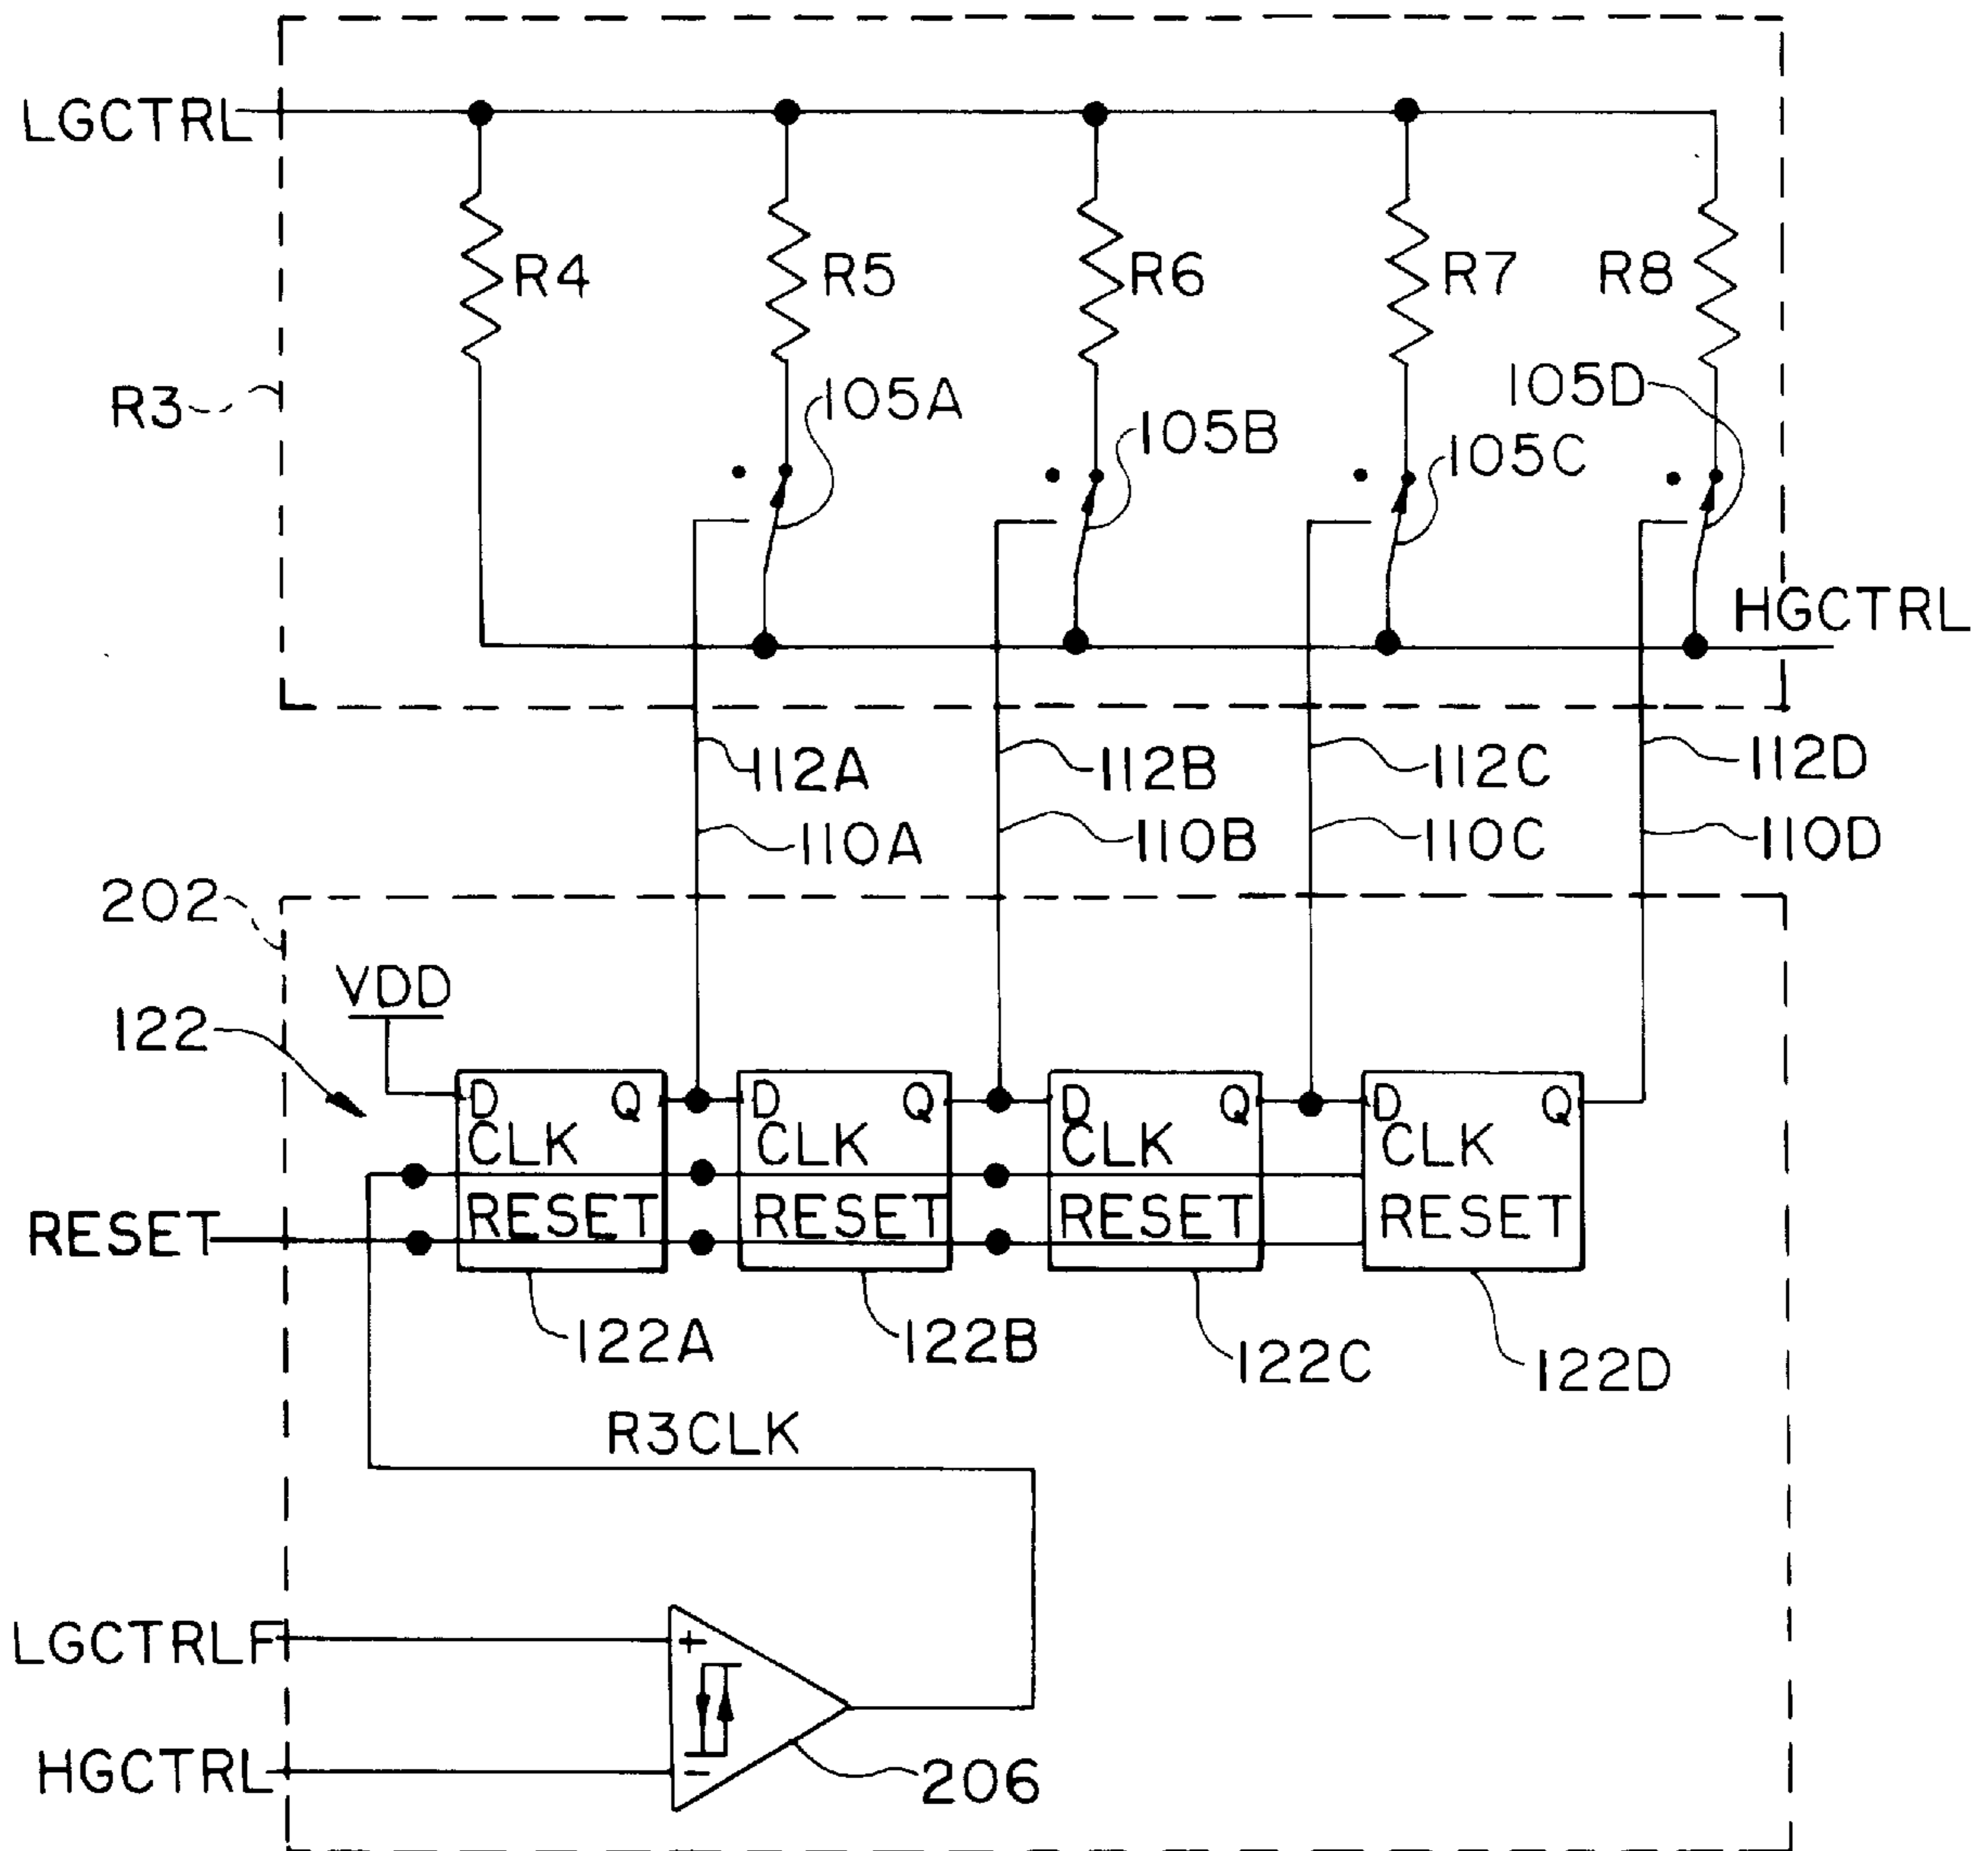 LGCTRL
R4
R5
R6
R7
R8
R3
105A
105B
105C
105D
HGCTRL
112A
112B
112C
112D
110A
110B
110C
110D
202
VDD
122
D Q D Q D Q D Q
CLK CLK CLK CLK
RESET RESET RESET RESET
RESET
122A
122B
122C
122D
R3CLK
LGCTRLF
+
HGCTRL
-
206